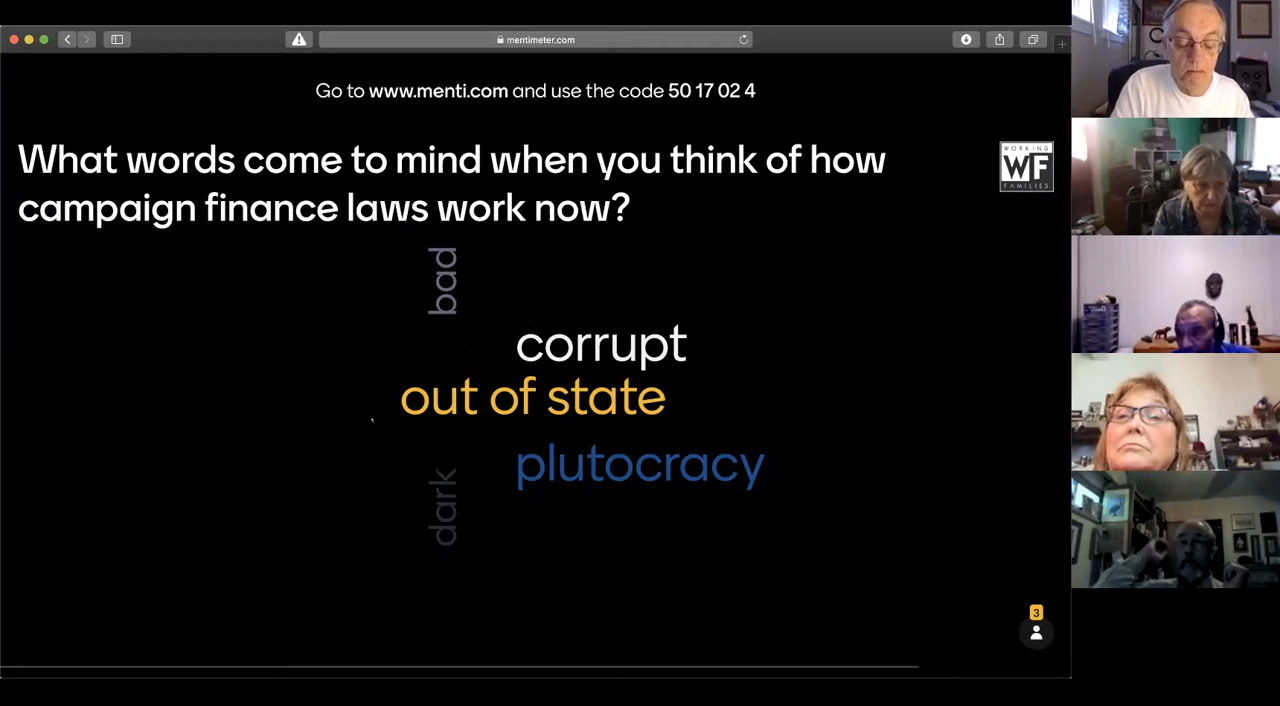 mentimeter.com
Go to www.menti.com and use the code 50 17 02 4
What words come to mind when you think of how
campaign finance laws work now?
WORKING
WF
FAMILIES
bad
corrupt
out of state
plutocracy
dark
3